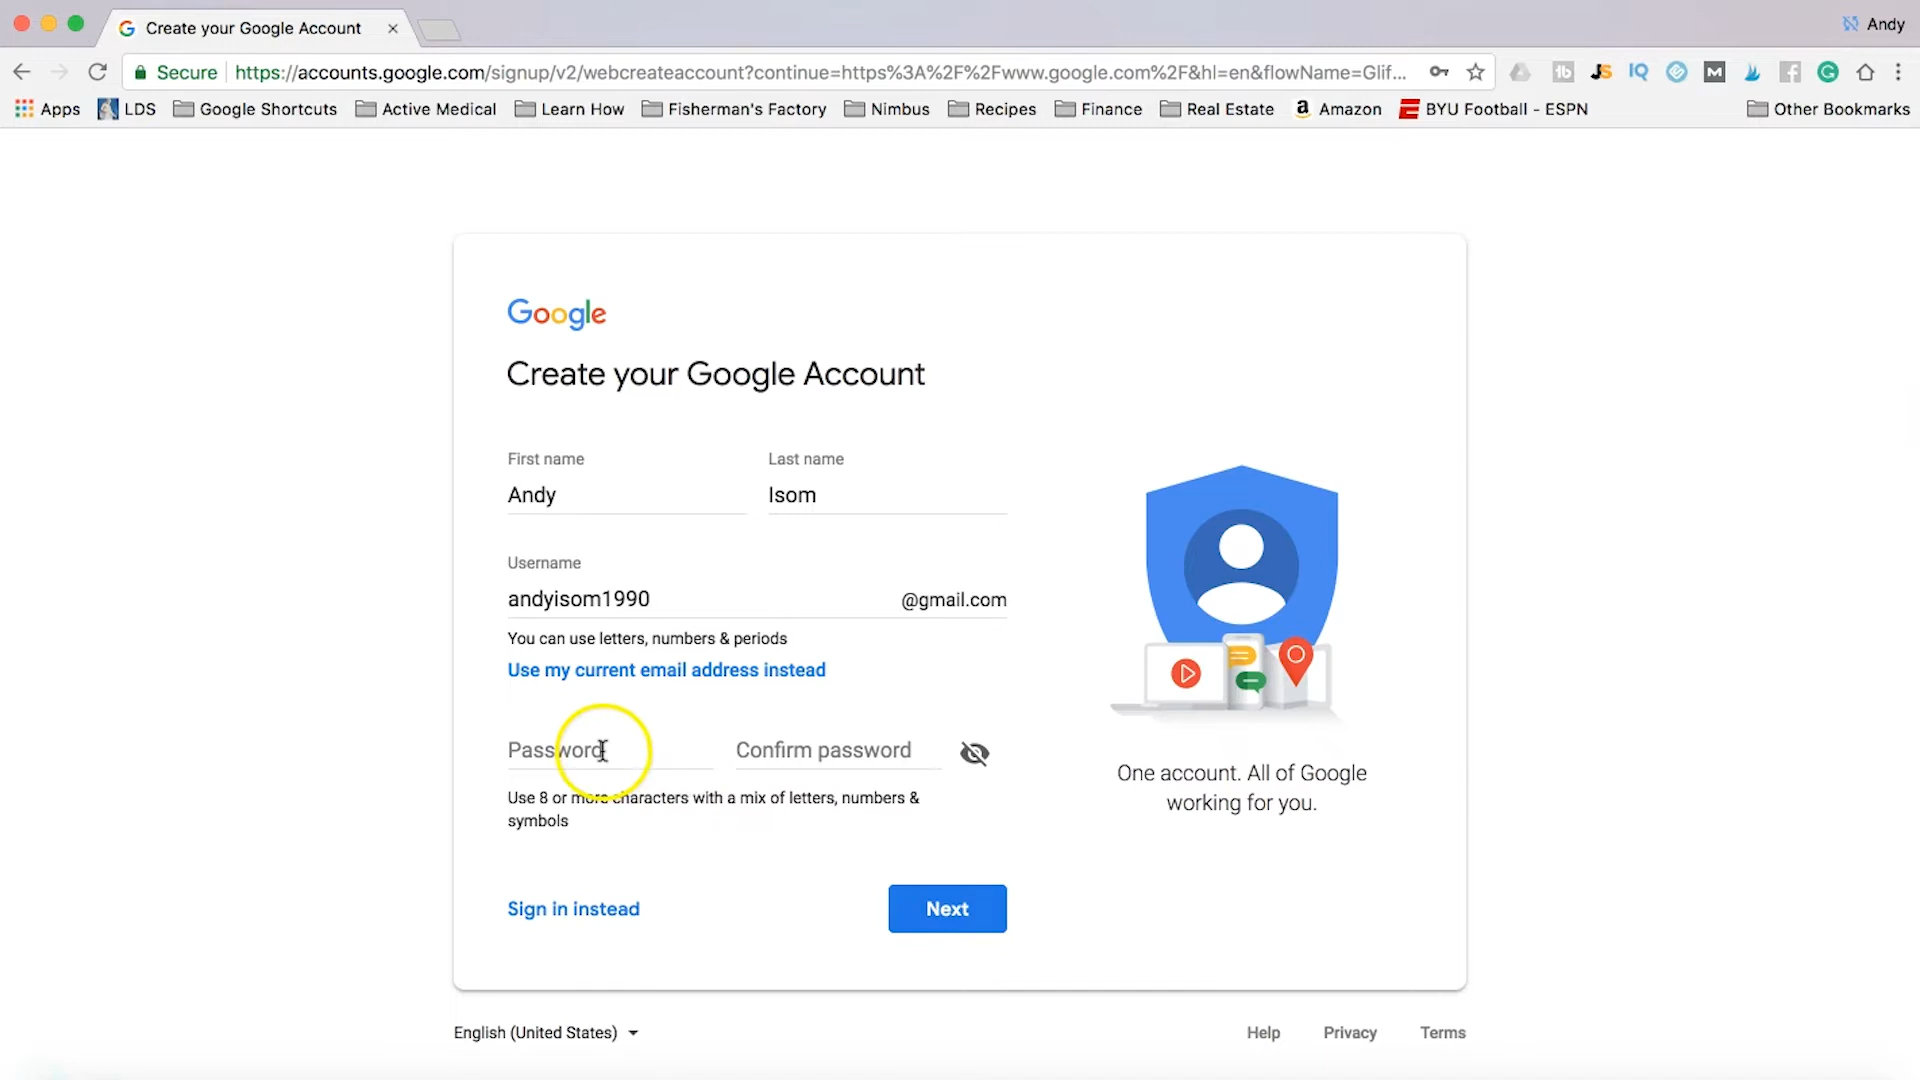 Create your Google Account
Andy
Secure https://accounts.google.com/signup/v2/webcreateaccount?continue=https%3A%2F%2Fwww.google.com%2F&hl=en&flowName=Glif...
Apps LDS Google Shortcuts Active Medical Learn How Fisherman's Factory Nimbus Recipes Finance Real Estate Amazon BYU Football - ESPN Other Bookmarks
Google
Create your Google Account
First name Last name
Andy Isom
Username
andyisom1990 @gmail.com
You can use letters, numbers & periods
Use my current email address instead
Password Confirm password
Use 8 or more characters with a mix of letters, numbers &
symbols
One account. All of Google
working for you.
Sign in instead Next
English (United States) Help Privacy Terms